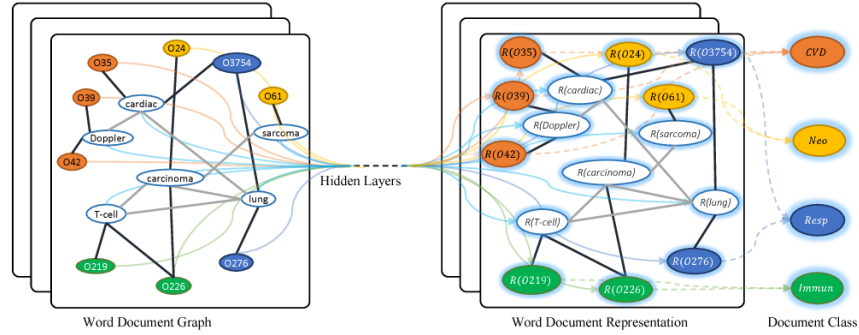 O24
O35
O3754
O39
cardiac
O61
Doppler
sarcoma
O42
carcinoma
T-cell
lung
O219
O276
O226
Hidden Layers
R(O35)
R(O24)
R(O3754)
CVD
R(O39)
R(cardiac)
R(O61)
R(Doppler)
R(sarcoma)
Neo
R(O42)
R(carcinoma)
R(lung)
R(T-cell)
Resp
R(O276)
R(O219)
R(O226)
Immun
Word Document Graph
Word Document Representation
Document Class